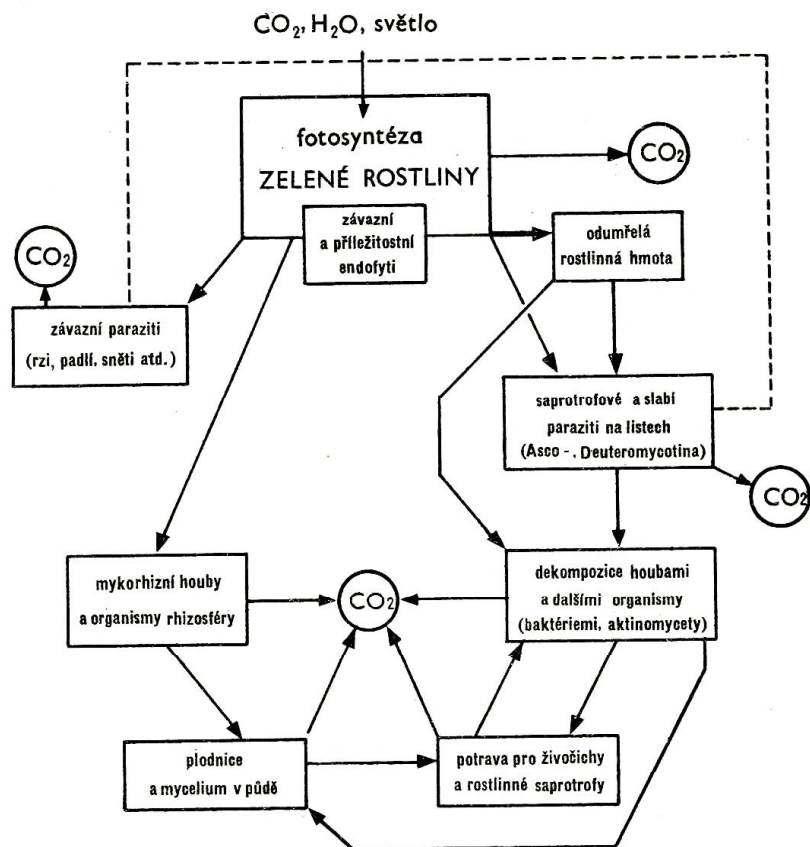 CO₂, H₂O, světlo
fotosyntéza
ZELENÉ ROSTLINY
CO₂
závazní
a příležitostní
endofyti
odumřelá
rostlinná hmota
CO₂
závazní paraziti
(rzi, padlí, sněti atd.)
saprotrofové a slabí
paraziti na listech
(Asco-, Deuteromycotina)
CO₂
mykorhizní houby
a organismy rhizosféry
CO₂
dekompozice houbami
a dalšími organismy
(baktériemi, aktinomycety)
plodnice
a mycelium v půdě
potrava pro živočichy
a rostlinné saprotrofy